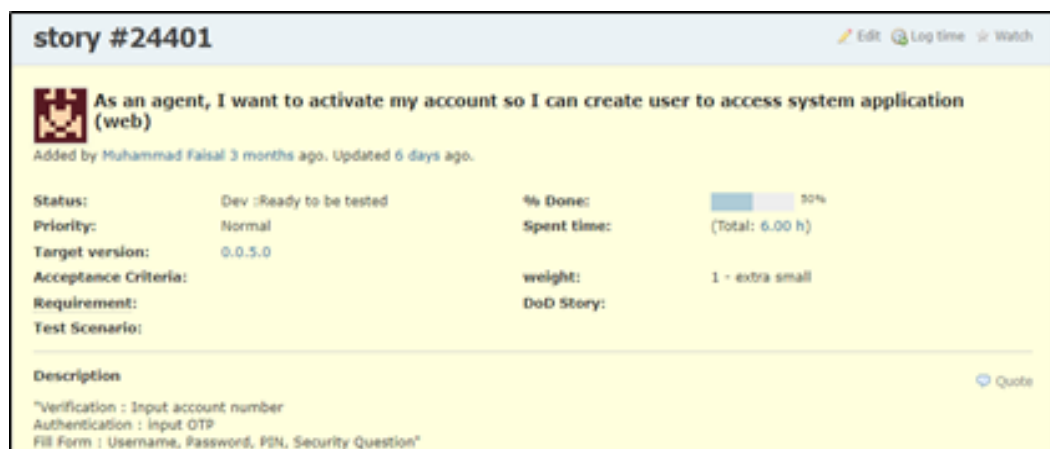 story #24401
Edit Log time Watch
As an agent, I want to activate my account so I can create user to access system application
(web)
Added by Muhammad Faisal 3 months ago. Updated 6 days ago.
Status: Dev :Ready to be tested % Done: 50%
Priority: Normal Spent time: (Total: 6.00 h)
Target version: 0.0.5.0
Acceptance Criteria: weight: 1 - extra small
Requirement: DoD Story:
Test Scenario:
Description
Quote
"Verification : Input account number
Authentication : input OTP
Fill Form : Username, Password, PIN, Security Question"